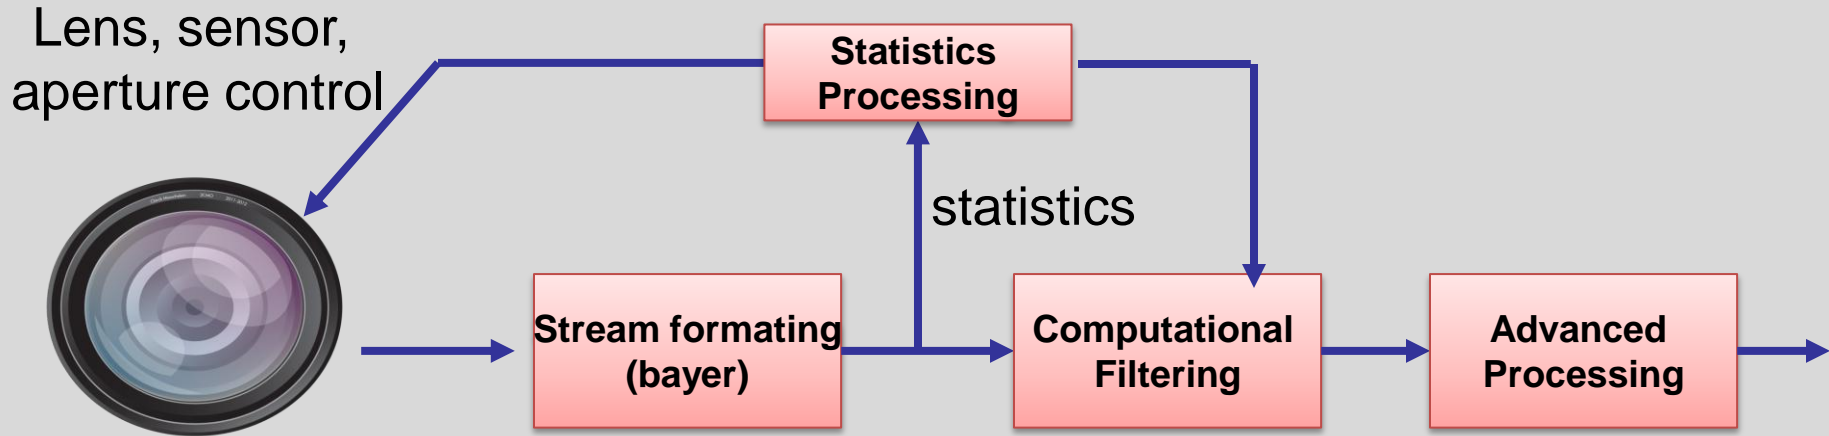 Lens, sensor,
aperture control
Statistics
Processing
statistics
Stream formating
(bayer)
Computational
Filtering
Advanced
Processing